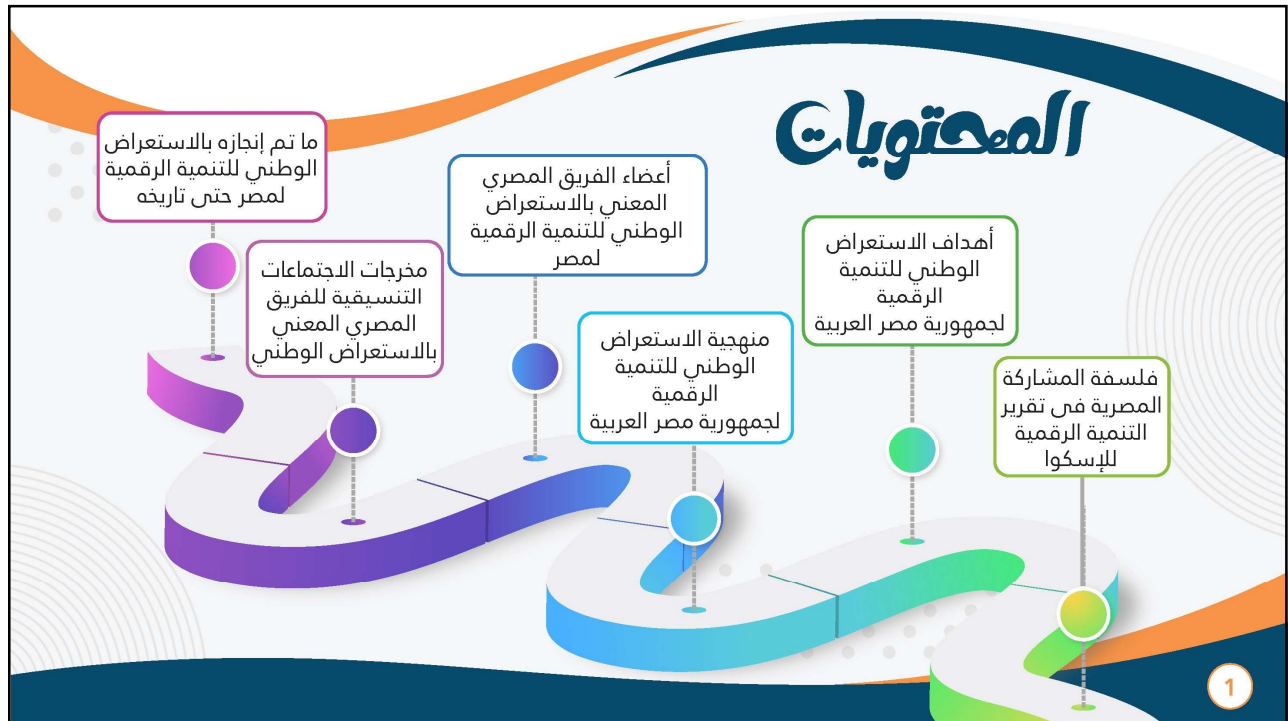 المحتويات
فلسفة المشاركة
المصرية فى تقرير
التنمية الرقمية
للإسكوا
أهداف الاستعراض
الوطني للتنمية
الرقمية
لجمهورية مصر العربية
منهجية الاستعراض
الوطني للتنمية
الرقمية
لجمهورية مصر العربية
أعضاء الفريق المصري
المعني بالاستعراض
الوطني للتنمية الرقمية
لمصر
مخرجات الاجتماعات
التنسيقية للفريق
المصري المعني
بالاستعراض الوطني
ما تم إنجازه بالاستعراض
الوطني للتنمية الرقمية
لمصر حتى تاريخه
1